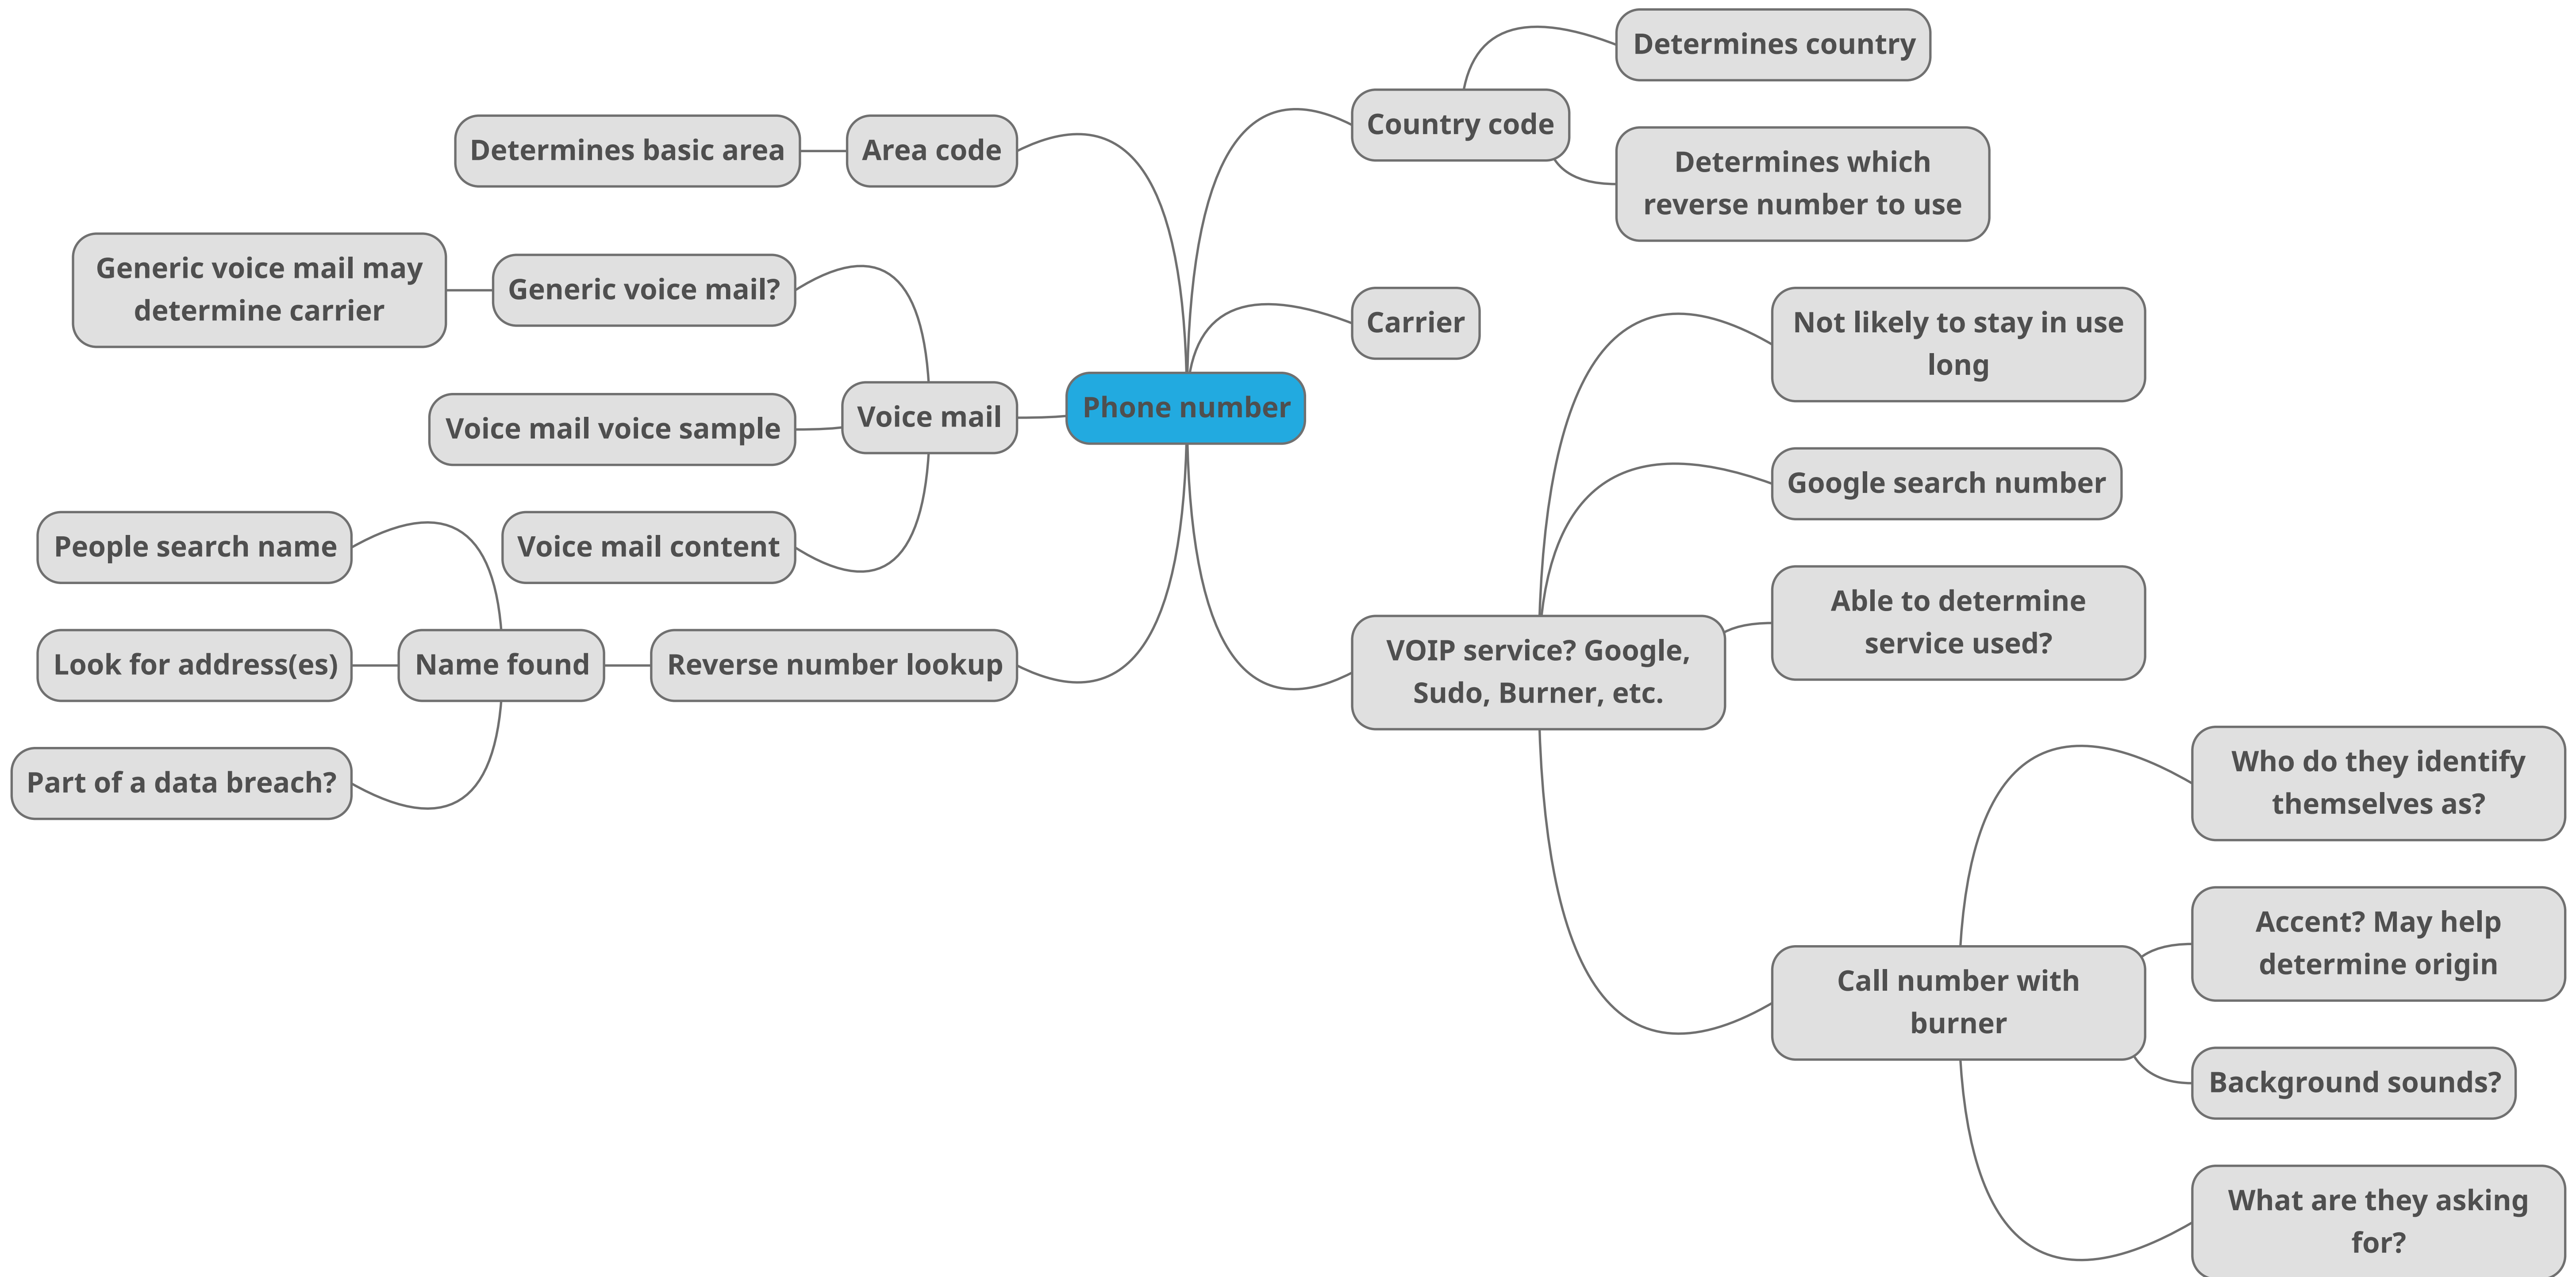 Determines country
Country code
Determines which
reverse number to use
Determines basic area
Area code
Generic voice mail may
determine carrier
Generic voice mail?
Carrier
Not likely to stay in use
long
Phone number
Voice mail
Voice mail voice sample
Google search number
People search name
Voice mail content
Able to determine
service used?
Look for address(es)
Name found
Reverse number lookup
VOIP service? Google,
Sudo, Burner, etc.
Part of a data breach?
Who do they identify
themselves as?
Accent? May help
determine origin
Call number with
burner
Background sounds?
What are they asking
for?